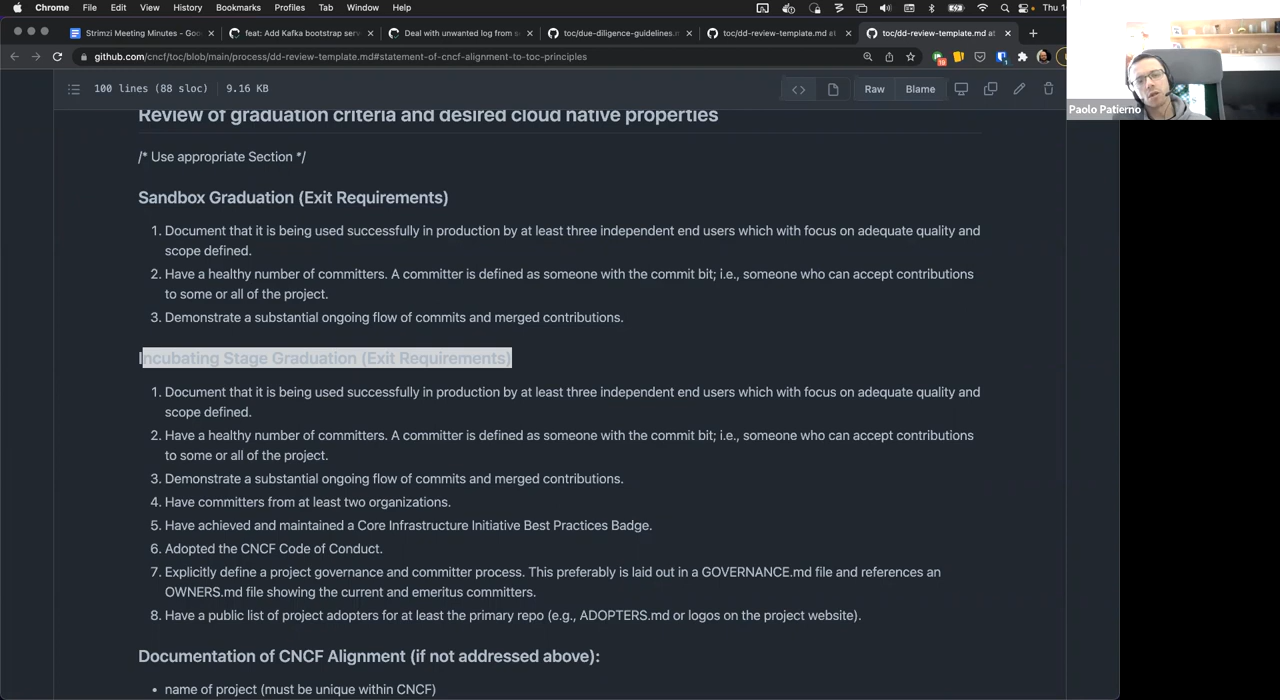 Chrome File Edit View History Bookmarks Profiles Tab Window Help
Strimzi Meeting Minutes - Goo
feat: Add Kafka bootstrap serv
Deal with unwanted log from s
toc/due-diligence-guidelines.m
toc/dd-review-template.md at
toc/dd-review-template.md at
github.com/cncf/toc/blob/main/process/dd-review-template.md#statement-of-cncf-alignment-to-toc-principles
100 lines (88 sloc) 9.16 KB
Raw Blame
Paolo Patierno
Review of graduation criteria and desired cloud native properties
/* Use appropriate Section */
Sandbox Graduation (Exit Requirements)
1. Document that it is being used successfully in production by at least three independent end users which with focus on adequate quality and
scope defined.
2. Have a healthy number of committers. A committer is defined as someone with the commit bit; i.e., someone who can accept contributions
to some or all of the project.
3. Demonstrate a substantial ongoing flow of commits and merged contributions.
Incubating Stage Graduation (Exit Requirements)
1. Document that it is being used successfully in production by at least three independent end users which with focus on adequate quality and
scope defined.
2. Have a healthy number of committers. A committer is defined as someone with the commit bit; i.e., someone who can accept contributions
to some or all of the project.
3. Demonstrate a substantial ongoing flow of commits and merged contributions.
4. Have committers from at least two organizations.
5. Have achieved and maintained a Core Infrastructure Initiative Best Practices Badge.
6. Adopted the CNCF Code of Conduct.
7. Explicitly define a project governance and committer process. This preferably is laid out in a GOVERNANCE.md file and references an
OWNERS.md file showing the current and emeritus committers.
8. Have a public list of project adopters for at least the primary repo (e.g., ADOPTERS.md or logos on the project website).
Documentation of CNCF Alignment (if not addressed above):
• name of project (must be unique within CNCF)